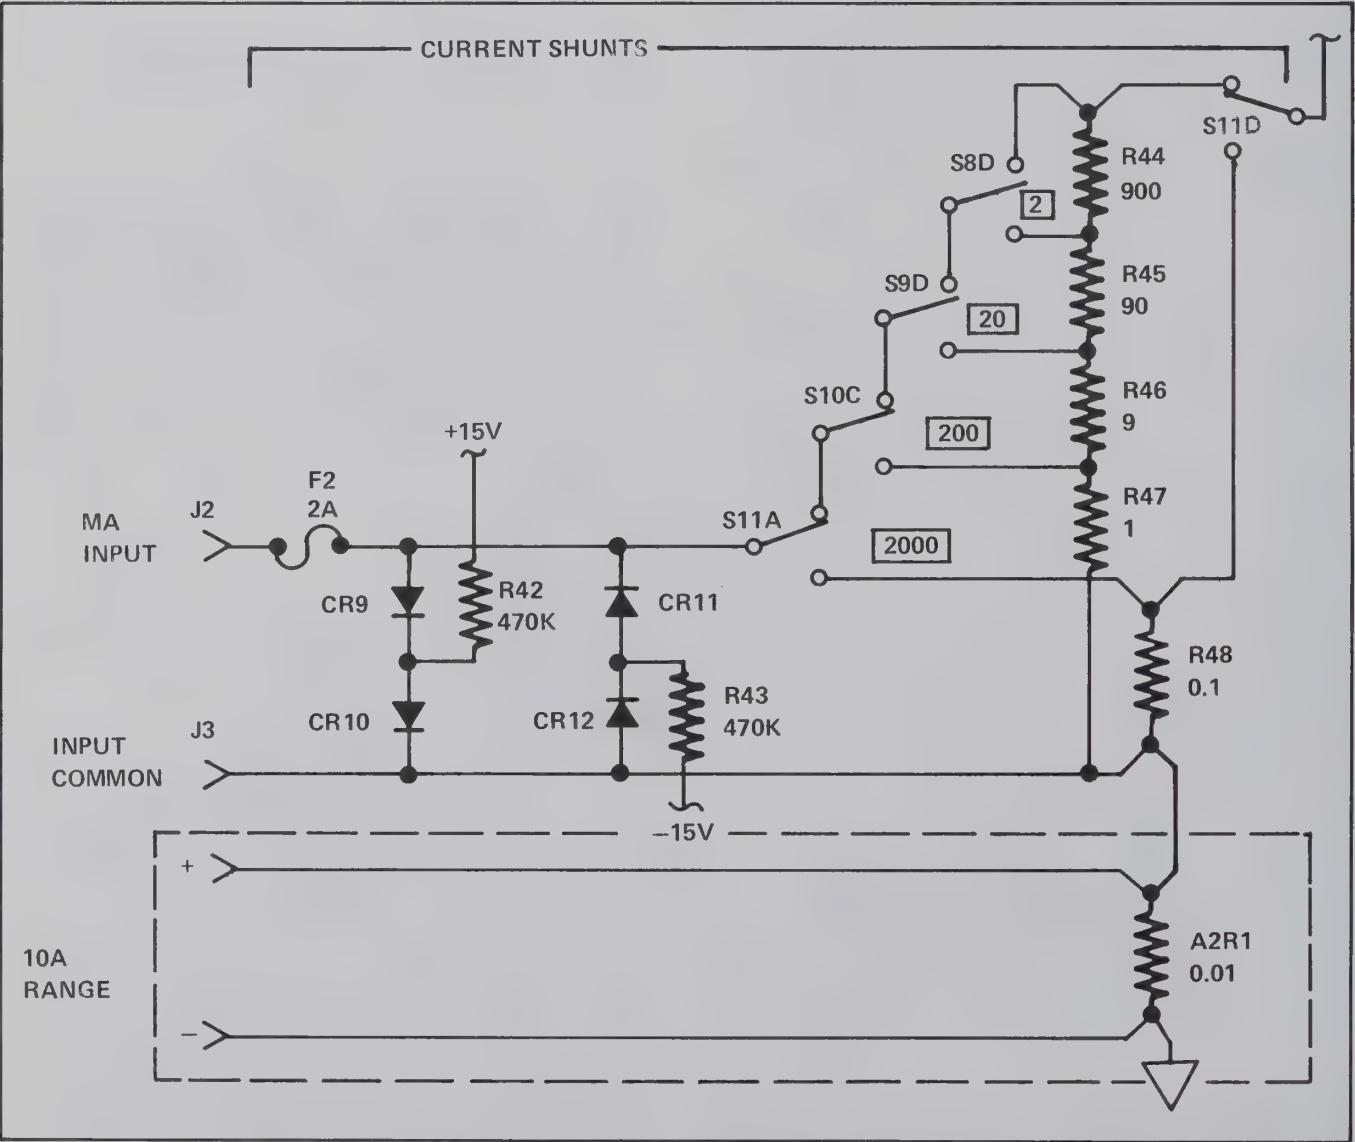 CURRENT SHUNTS
S11D
S8D
R44
900
2
S9D
R45
90
20
S10C
R46
9
+15V
200
F2
2A
R47
1
J2
MA
INPUT
S11A
2000
CR9
R42
470K
CR11
R48
0.1
R43
470K
CR10
CR12
J3
INPUT
COMMON
–15V
+
10A
RANGE
A2R1
0.01
–